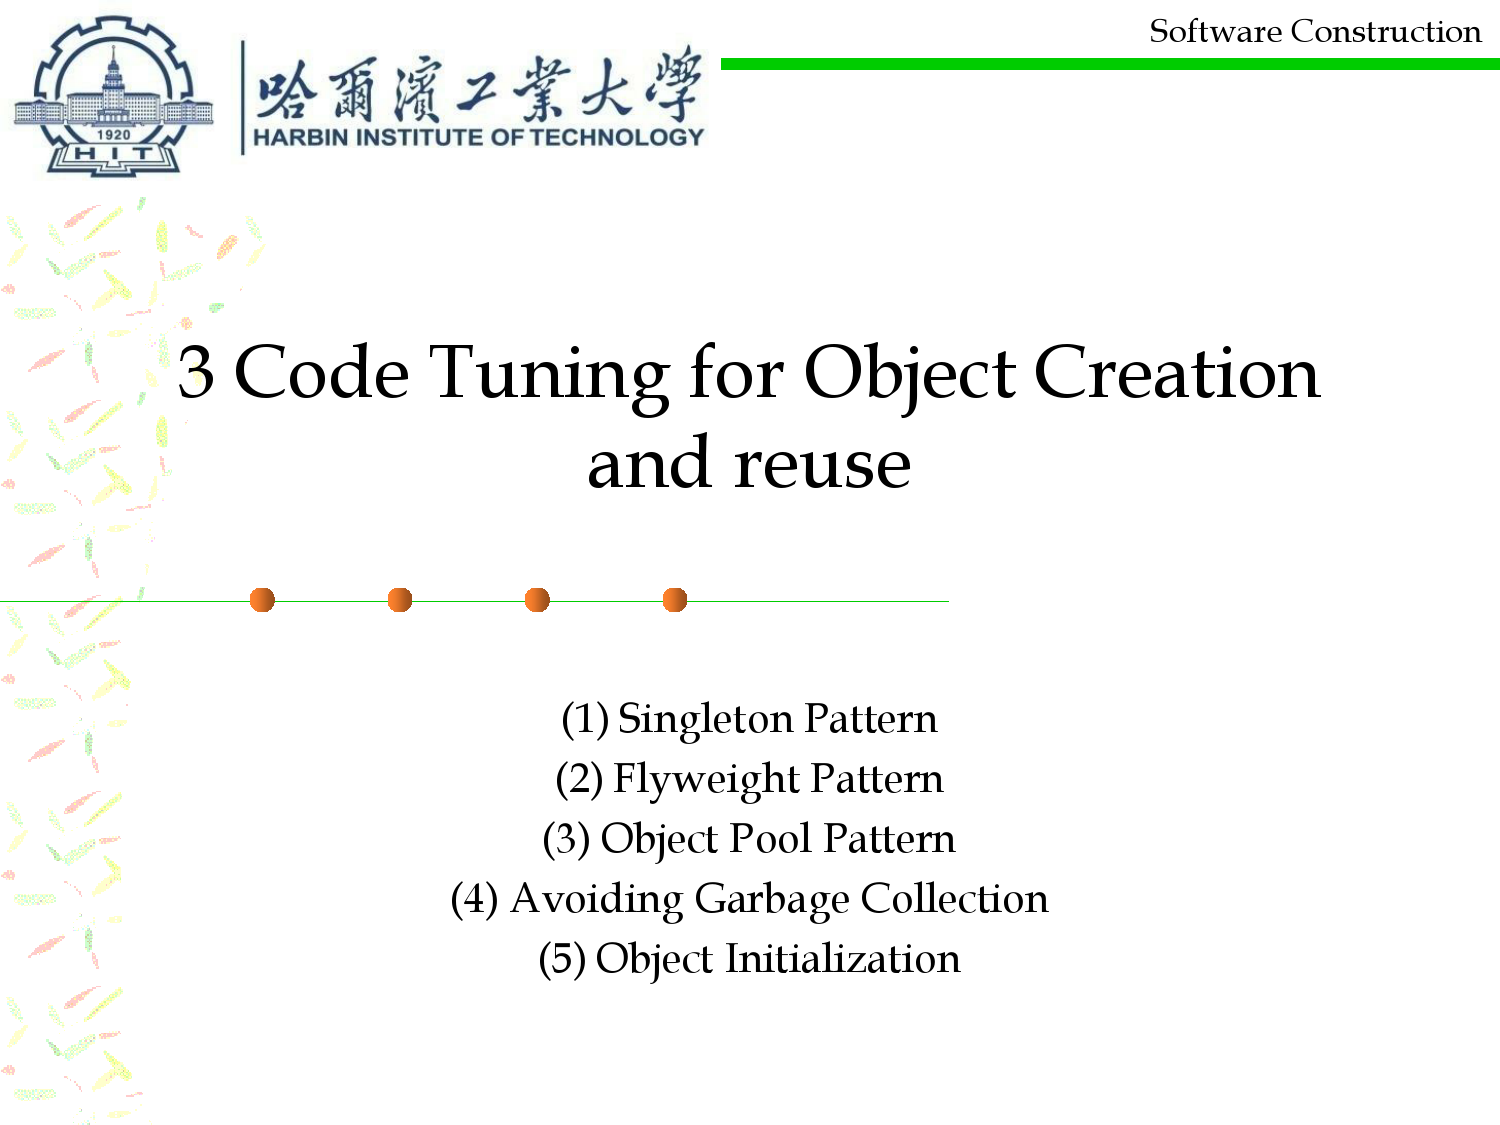 Software Construction
哈爾濱工業大學
HARBIN INSTITUTE OF TECHNOLOGY
1920
HIT
3 Code Tuning for Object Creation
and reuse
(1) Singleton Pattern
(2) Flyweight Pattern
(3) Object Pool Pattern
(4) Avoiding Garbage Collection
(5) Object Initialization